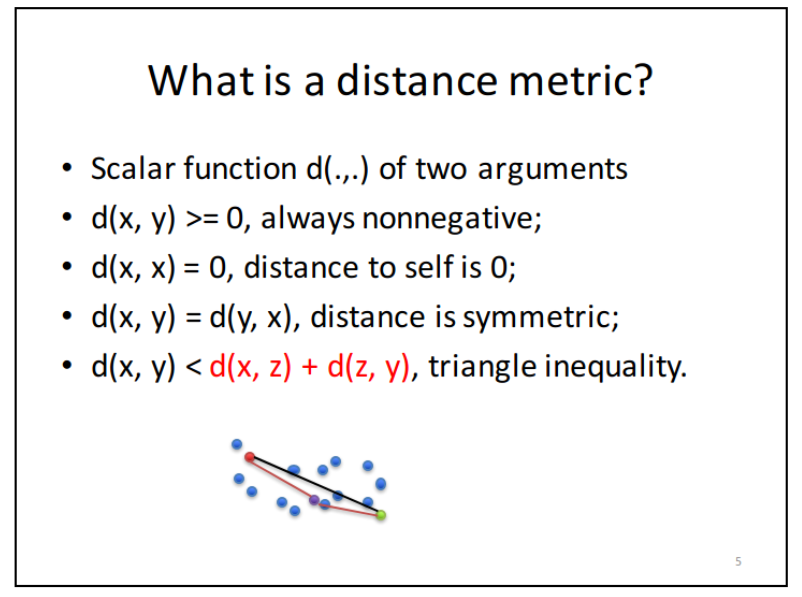 What is a distance metric?
• Scalar function d(.,.) of two arguments
• d(x, y) >= 0, always nonnegative;
• d(x, x) = 0, distance to self is 0;
• d(x, y) = d(y, x), distance is symmetric;
• d(x, y) < d(x, z) + d(z, y), triangle inequality.
5